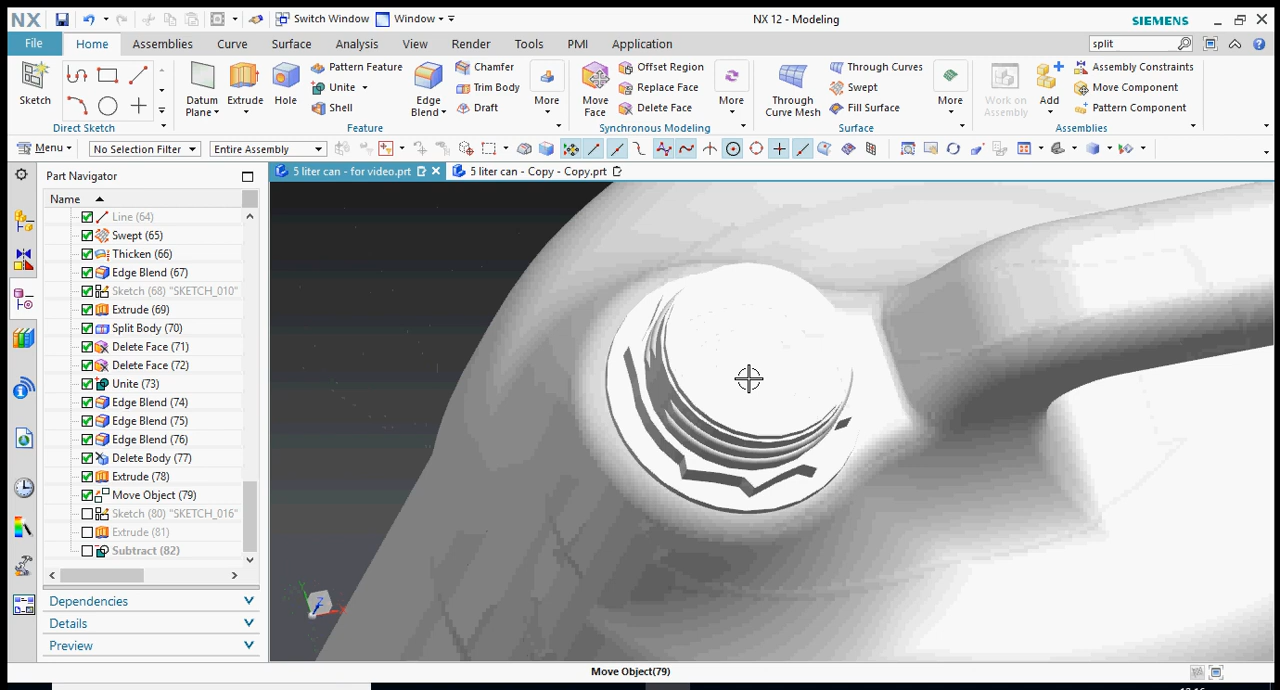 NX
Switch Window
Window
NX 12 - Modeling
SIEMENS
File
Home
Assemblies
Curve
Surface
Analysis
View
Render
Tools
PMI
Application
split
Sketch
Direct Sketch
Datum Plane
Extrude
Hole
Pattern Feature
Unite
Shell
Edge Blend
Chamfer
Trim Body
Draft
More
Feature
Move Face
Offset Region
Replace Face
Delete Face
More
Synchronous Modeling
Through Curve Mesh
Through Curves
Swept
Fill Surface
More
Surface
Work on Assembly
Add
Assembly Constraints
Move Component
Pattern Component
Assemblies
Menu
No Selection Filter
Entire Assembly
Part Navigator
5 liter can - for video.prt
5 liter can - Copy - Copy.prt
Name
Line (64)
Swept (65)
Thicken (66)
Edge Blend (67)
Sketch (68) "SKETCH_010"
Extrude (69)
Split Body (70)
Delete Face (71)
Delete Face (72)
Unite (73)
Edge Blend (74)
Edge Blend (75)
Edge Blend (76)
Delete Body (77)
Extrude (78)
Move Object (79)
Sketch (80) "SKETCH_016"
Extrude (81)
Subtract (82)
Dependencies
Details
Preview
Move Object(79)